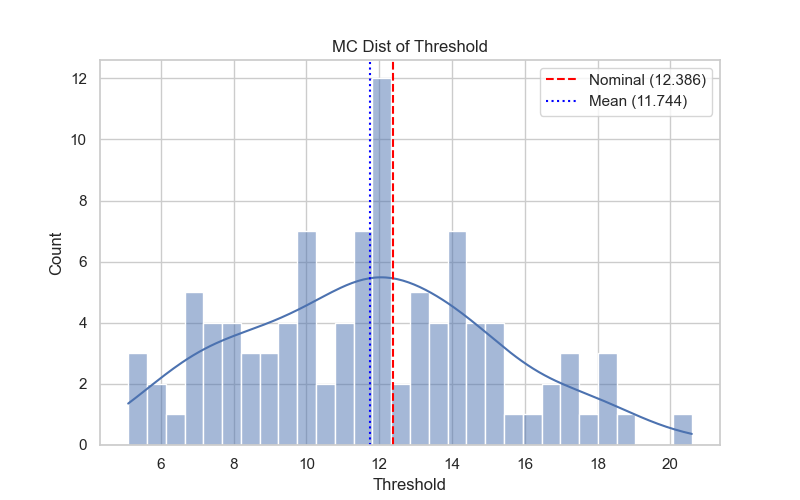 MC Dist of Threshold
Nominal (12.386)
Mean (11.744)
Count
12
10
8
6
4
2
0
6 8 10 12 14 16 18 20
Threshold